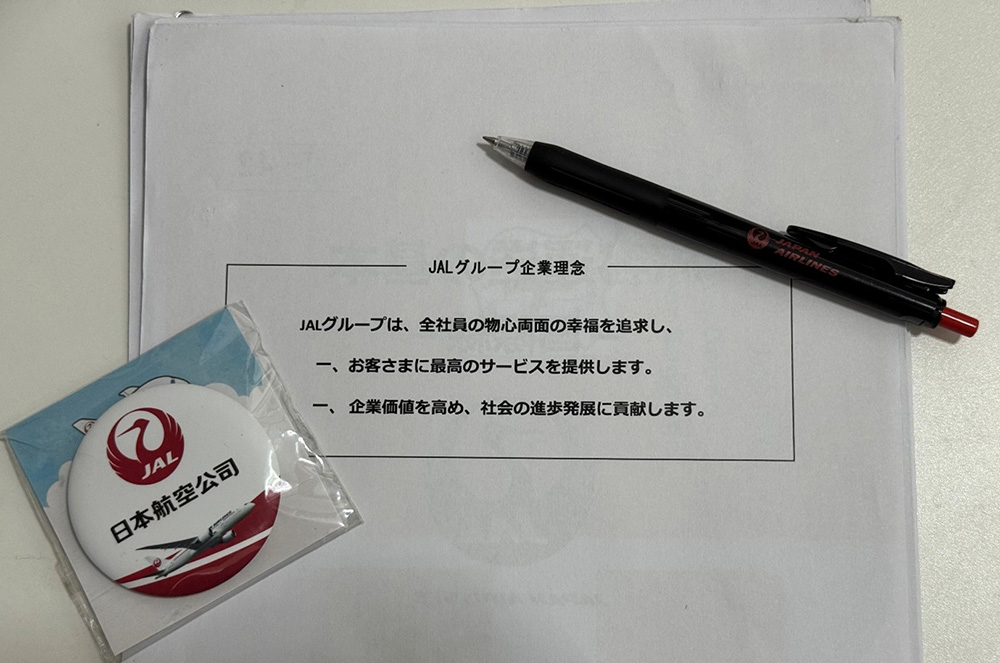 JALグループ企業理念
JALグループは、全社員の物心両面の幸福を追求し、
一、お客さまに最高のサービスを提供します。
一、企業価値を高め、社会の進歩発展に貢献します。
JAPAN
AIRLINES
JAL
日本航空公司